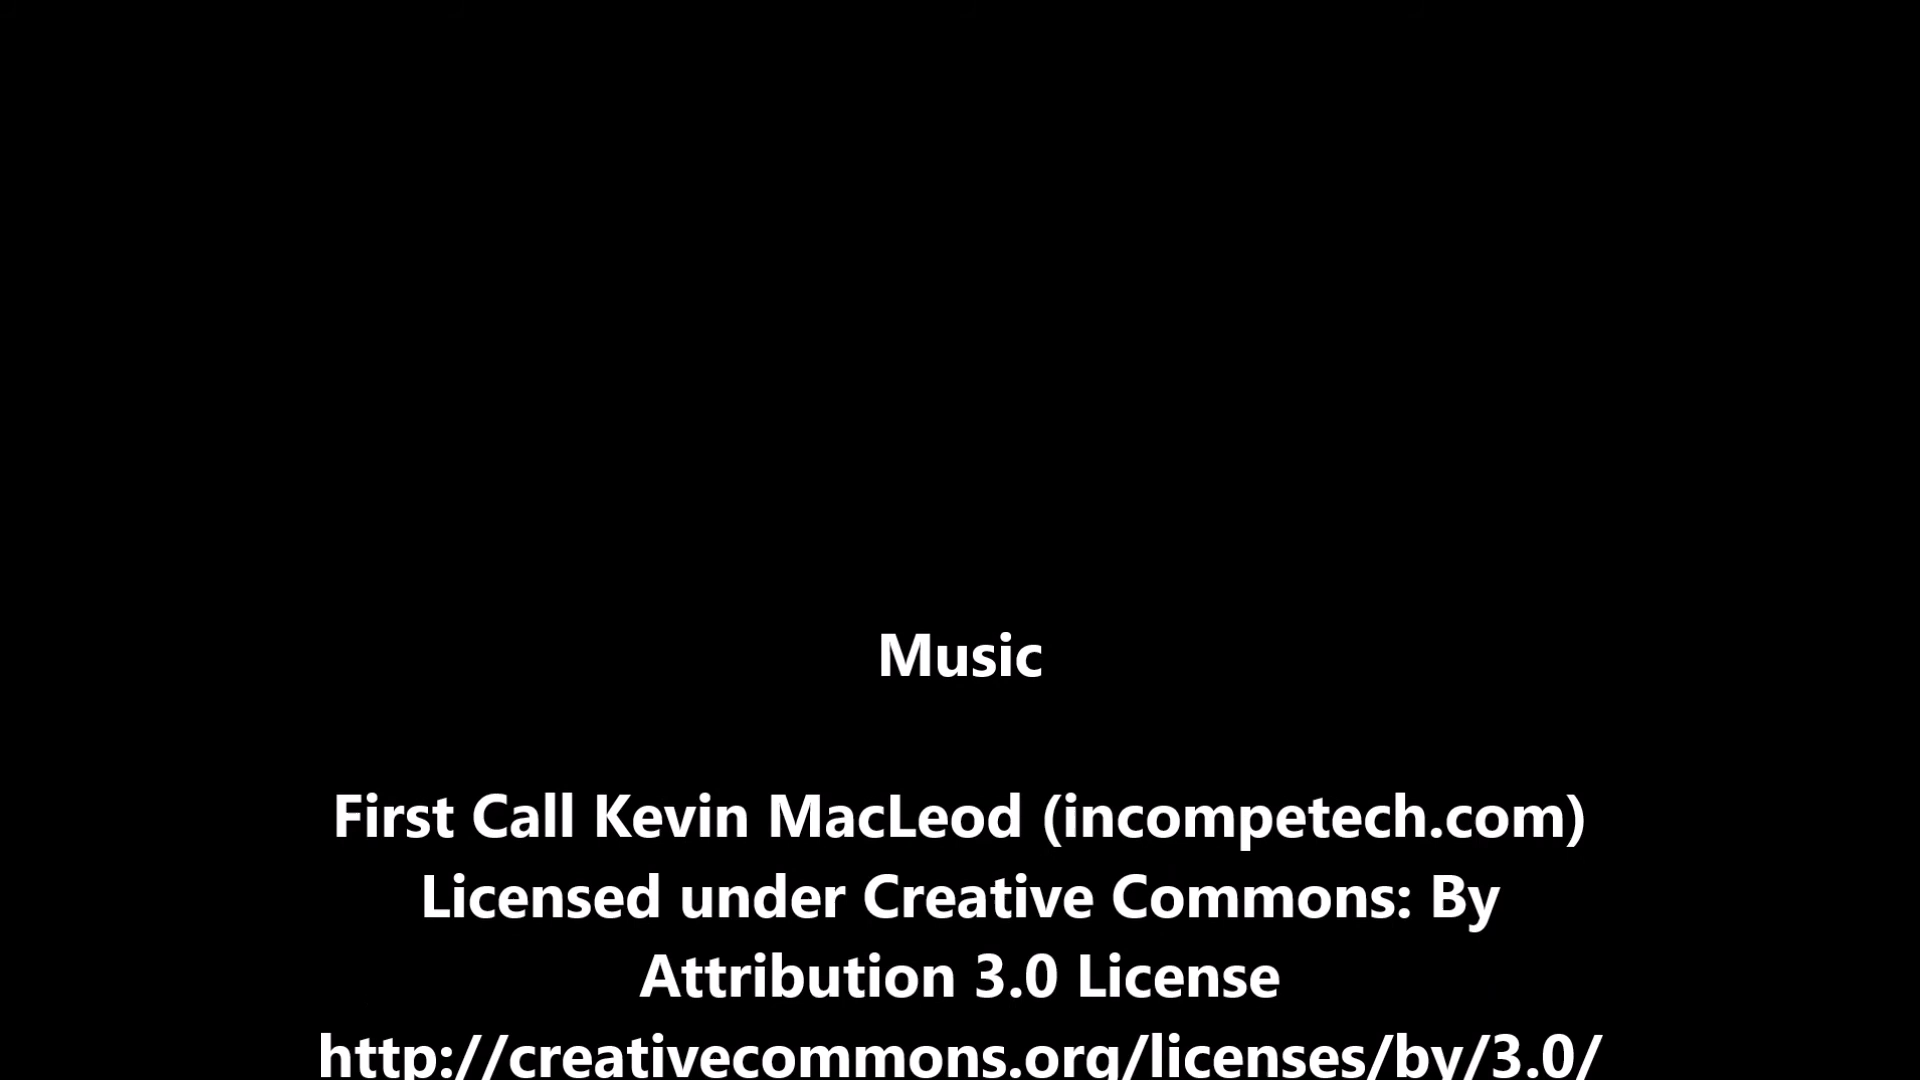 Music
First Call Kevin MacLeod (incompetech.com)
Licensed under Creative Commons: By
Attribution 3.0 License
http://creativecommons.org/licenses/by/3.0/